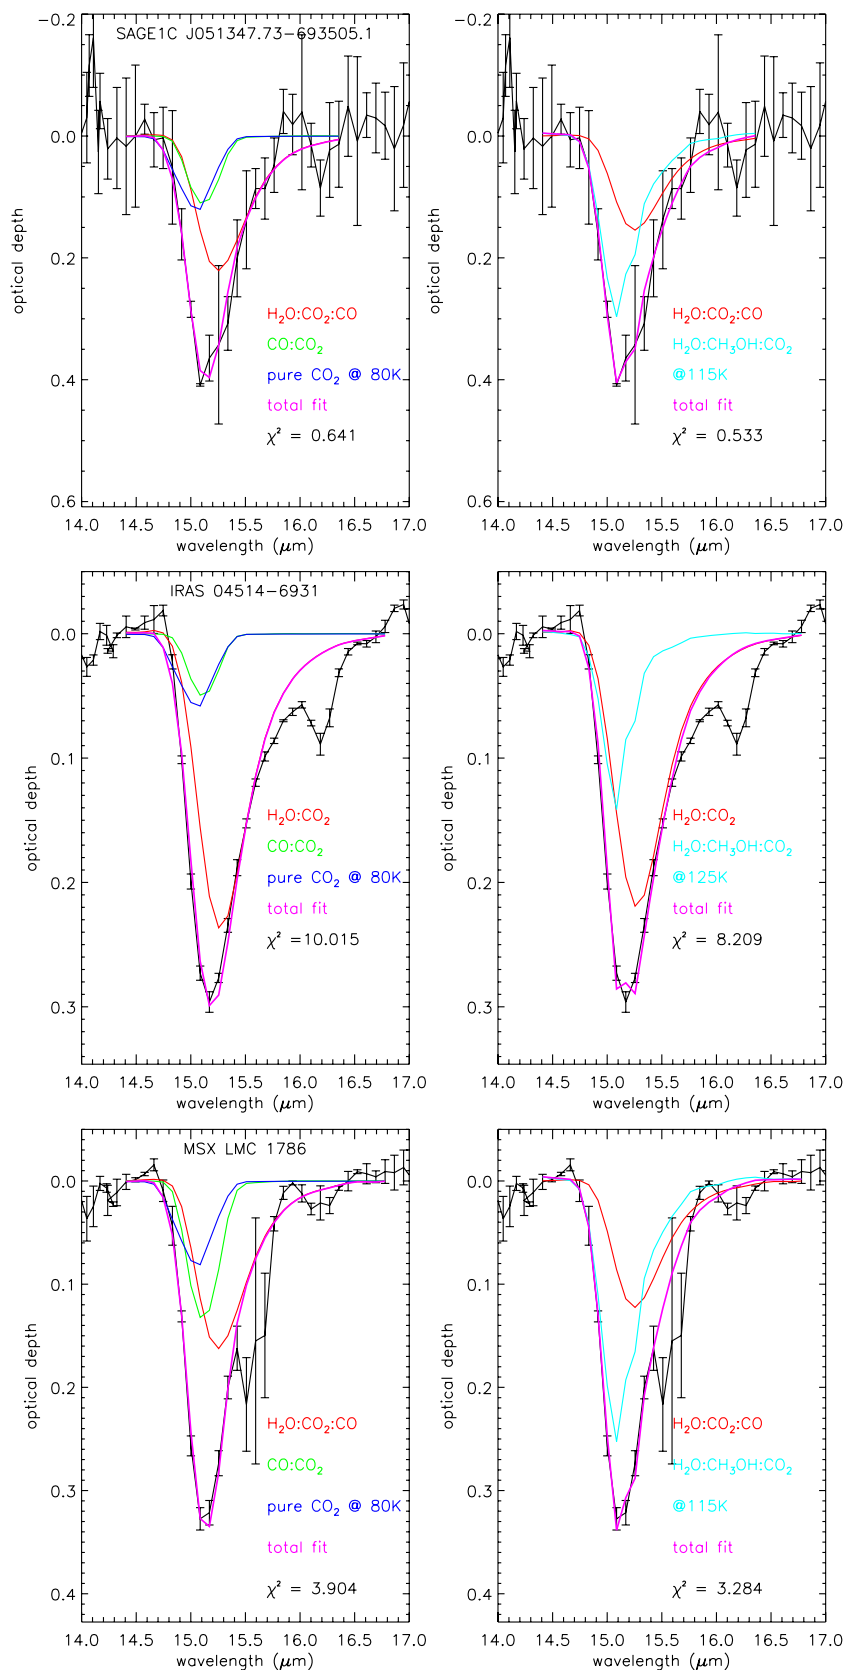 −0.2
0.0
0.2
0.4
0.6
optical depth
SAGE1C J051347.73−693505.1
H₂O:CO₂:CO
CO:CO₂
pure CO₂ @ 80K
total fit
χ² = 0.641
14.0 14.5 15.0 15.5 16.0 16.5 17.0
wavelength (μm)
optical depth
H₂O:CO₂:CO
H₂O:CH₃OH:CO₂
@115K
total fit
χ² = 0.533
14.0 14.5 15.0 15.5 16.0 16.5 17.0
wavelength (μm)
0.0
0.1
0.2
0.3
optical depth
IRAS 04514−6931
H₂O:CO₂
CO:CO₂
pure CO₂ @ 80K
total fit
χ² =10.015
14.0 14.5 15.0 15.5 16.0 16.5 17.0
wavelength (μm)
0.0
0.1
0.2
0.3
optical depth
H₂O:CO₂
H₂O:CH₃OH:CO₂
@125K
total fit
χ² = 8.209
14.0 14.5 15.0 15.5 16.0 16.5 17.0
wavelength (μm)
0.0
0.1
0.2
0.3
0.4
optical depth
MSX LMC 1786
H₂O:CO₂:CO
CO:CO₂
pure CO₂ @ 80K
total fit
χ² = 3.904
14.0 14.5 15.0 15.5 16.0 16.5 17.0
wavelength (μm)
0.0
0.1
0.2
0.3
0.4
optical depth
H₂O:CO₂:CO
H₂O:CH₃OH:CO₂
@115K
total fit
χ² = 3.284
14.0 14.5 15.0 15.5 16.0 16.5 17.0
wavelength (μm)